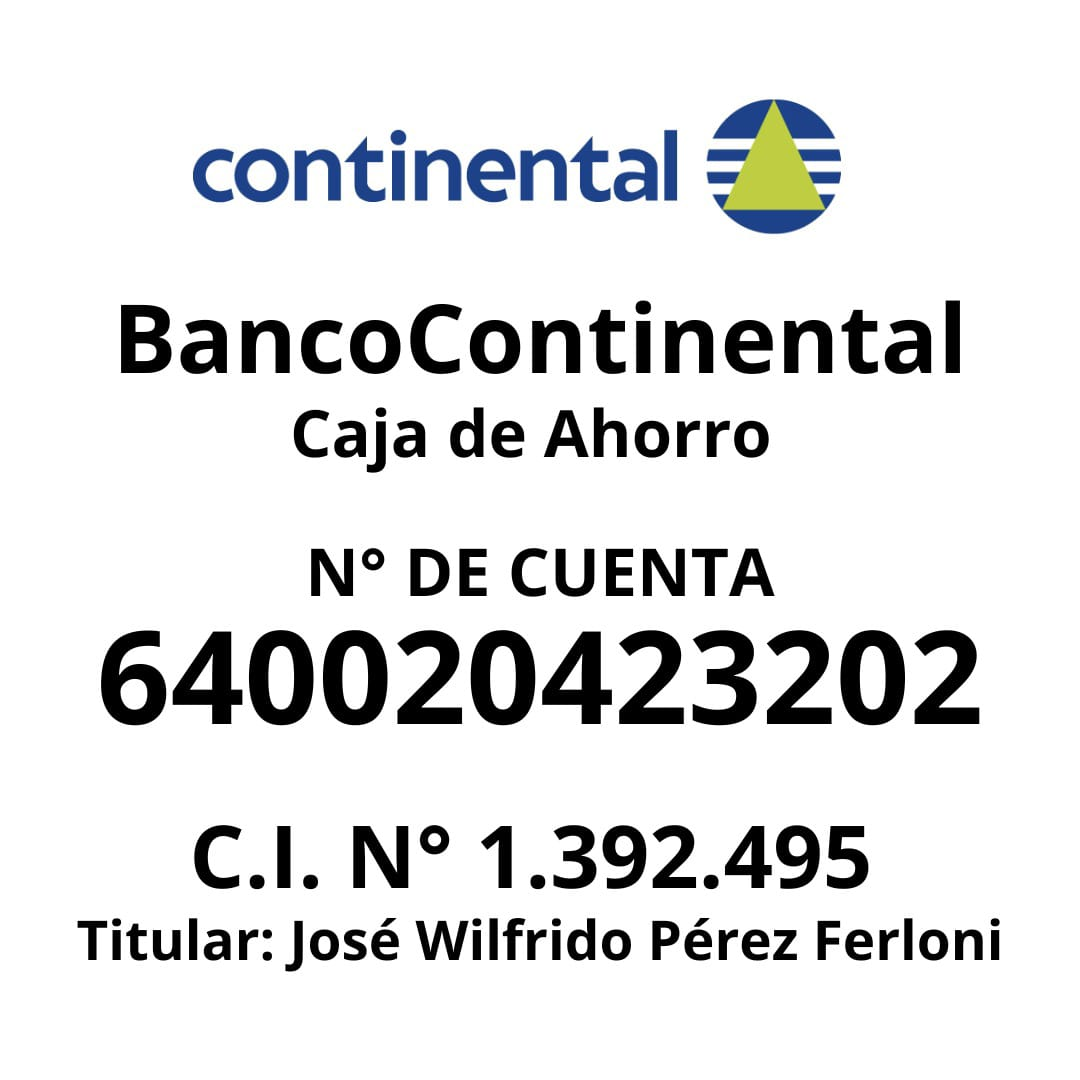 continental
BancoContinental
Caja de Ahorro
N° DE CUENTA
640020423202
C.I. N° 1.392.495
Titular: José Wilfrido Pérez Ferloni